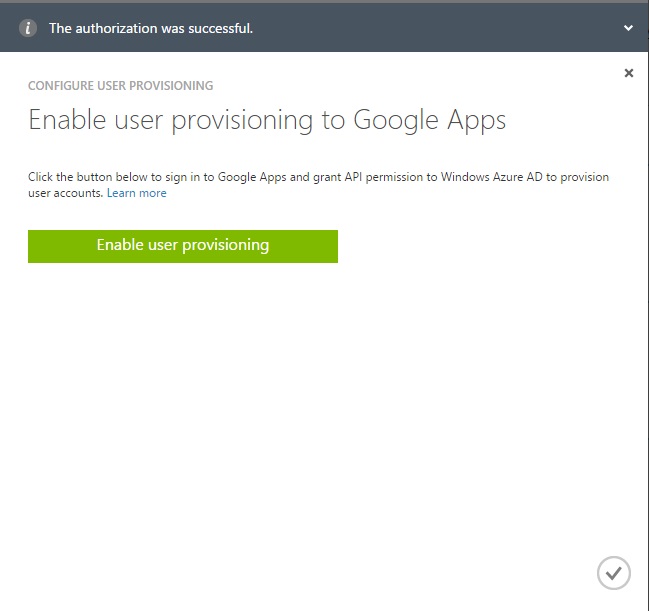 The authorization was successful.
CONFIGURE USER PROVISIONING
Enable user provisioning to Google Apps
Click the button below to sign in to Google Apps and grant API permission to Windows Azure AD to provision
user accounts. Learn more
Enable user provisioning